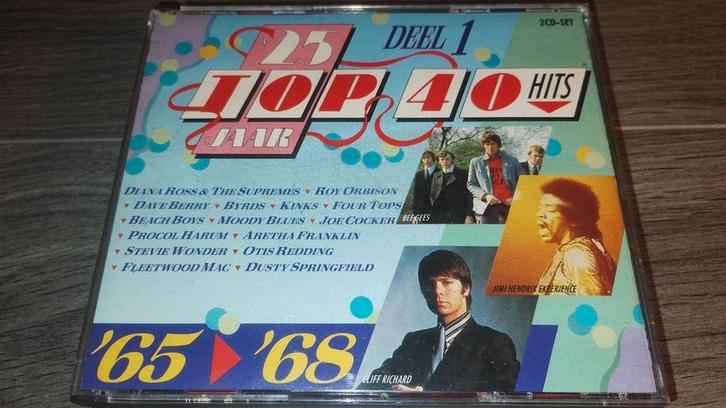 '25
DEEL 1
2CD-SET
TOP 40 HITS
JAAR
DIANA ROSS & THE SUPREMES ROY ORBISON
DAVE BERRY BYRDS KINKS FOUR TOPS
BEACH BOYS MOODY BLUES JOE COCKER
PROCOL HARUM ARETHA FRANKLIN
STEVIE WONDER OTIS REDDING
FLEETWOOD MAC DUSTY SPRINGFIELD
BEE GEES
JIMI HENDRIX EXPERIENCE
'65 '68
CLIFF RICHARD